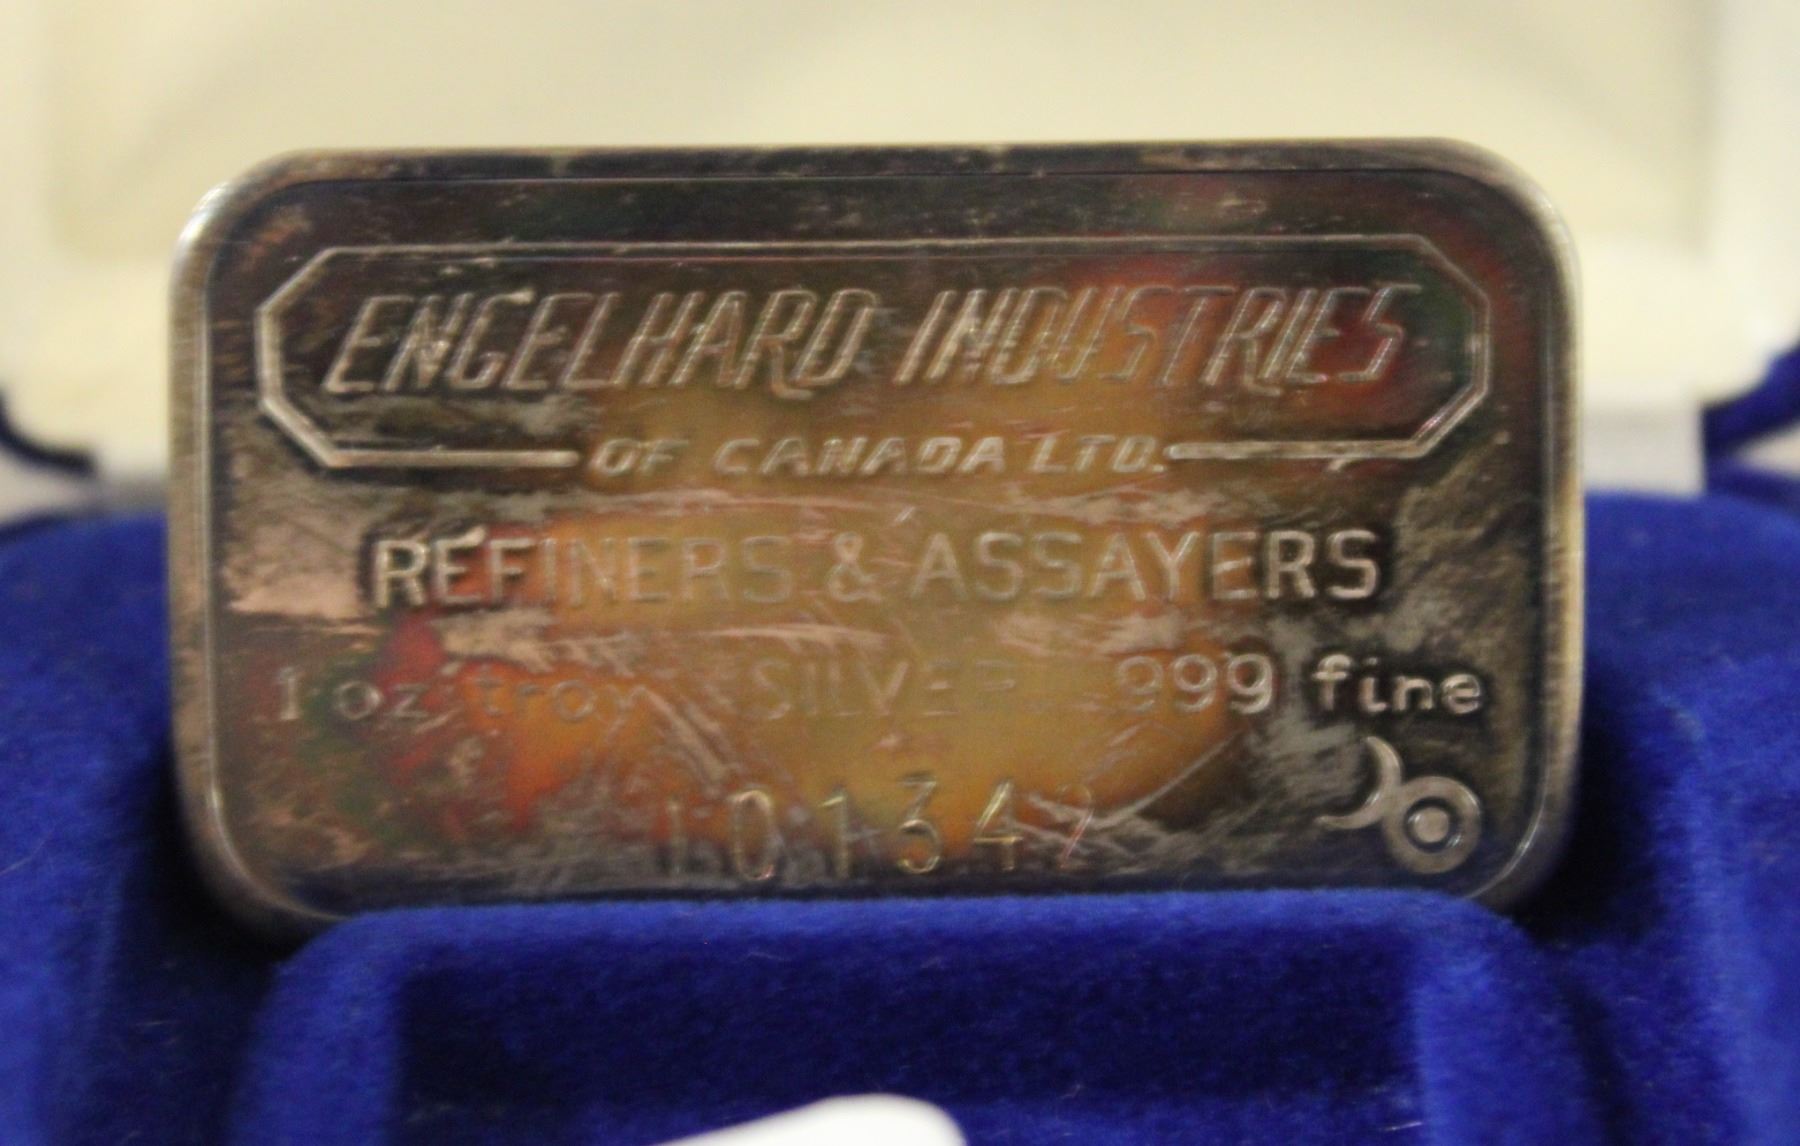 ENGELHARD INDUSTRIES
OF CANADA LTD.
REFINERS & ASSAYERS
1 oz troy SILVER .999 fine